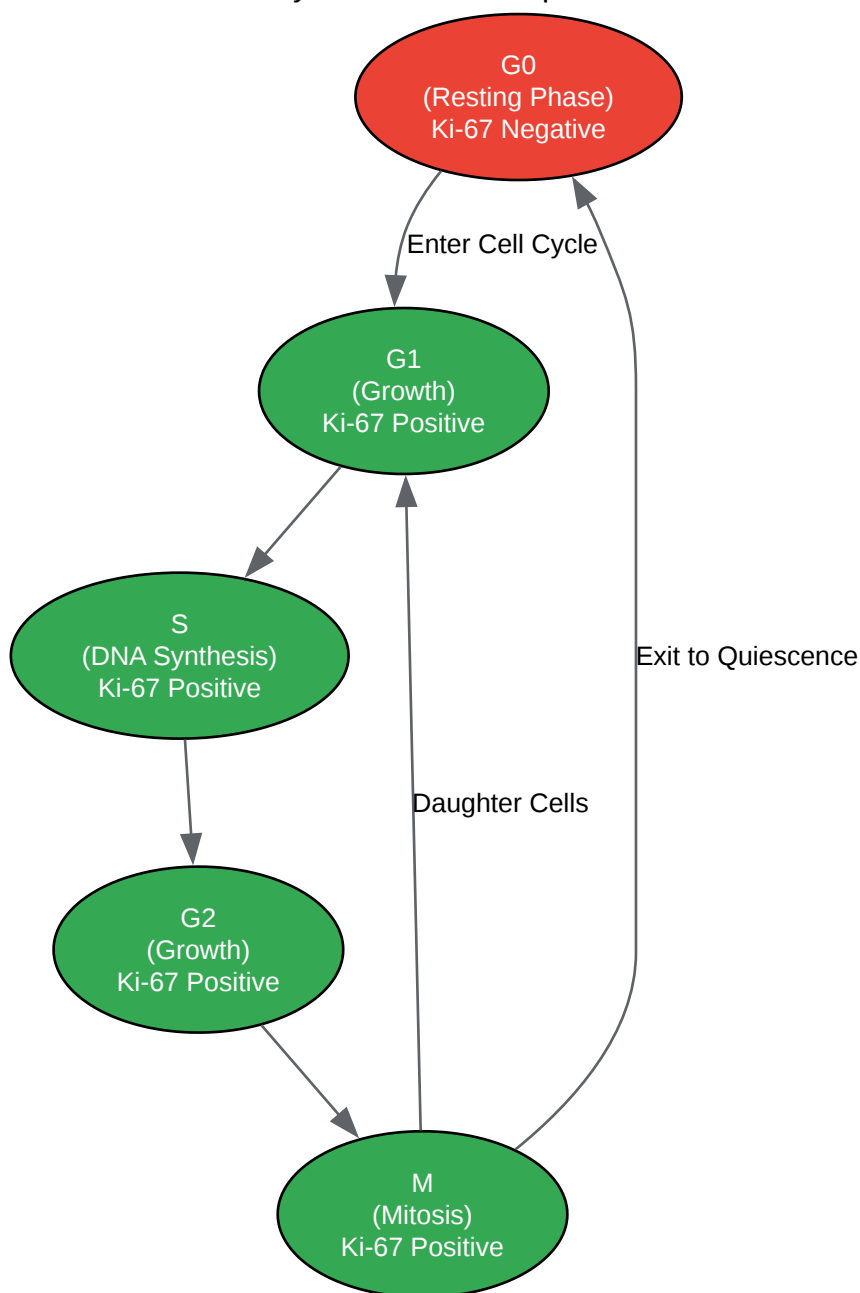 G0
(Resting Phase)
Ki-67 Negative
Enter Cell Cycle
G1
(Growth)
Ki-67 Positive
S
(DNA Synthesis)
Ki-67 Positive
Exit to Quiescence
Daughter Cells
G2
(Growth)
Ki-67 Positive
M
(Mitosis)
Ki-67 Positive